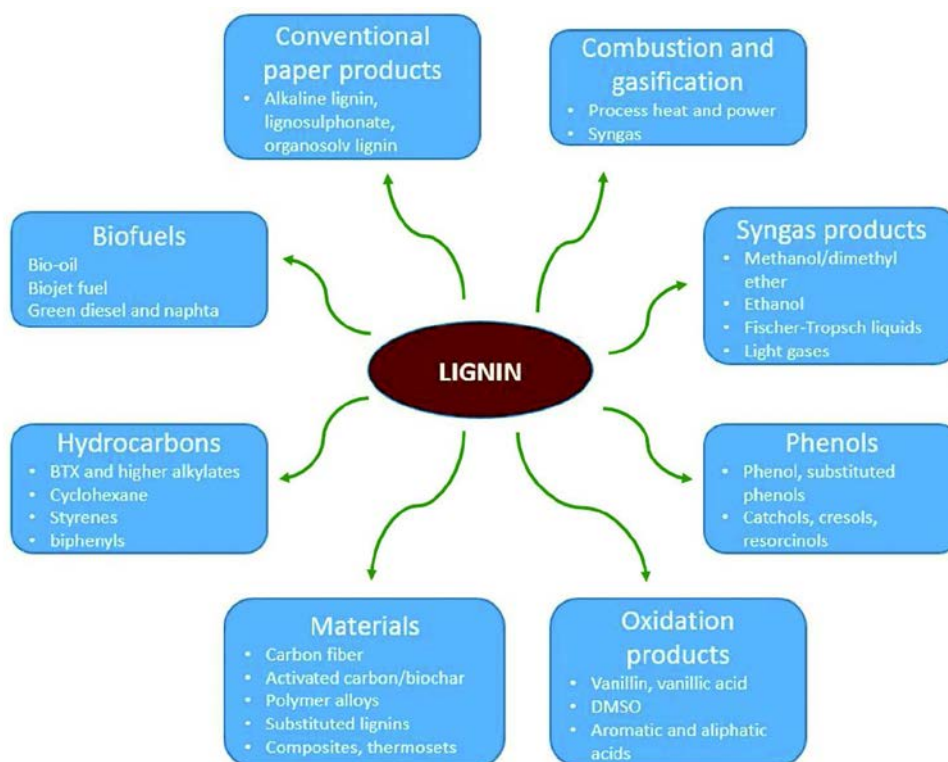 Conventional
paper products
• Alkaline lignin,
lignosulphonate,
organosolv lignin
Combustion and
gasification
• Process heat and power
• Syngas
Biofuels
Bio-oil
Biojet fuel
Green diesel and naphta
Syngas products
• Methanol/dimethyl
ether
• Ethanol
• Fischer-Tropsch liquids
• Light gases
LIGNIN
Hydrocarbons
• BTX and higher alkylates
• Cyclohexane
• Styrenes
• biphenyls
Phenols
• Phenol, substituted
phenols
• Catchols, cresols,
resorcinols
Materials
• Carbon fiber
• Activated carbon/biochar
• Polymer alloys
• Substituted lignins
• Composites, thermosets
Oxidation
products
• Vanillin, vanillic acid
• DMSO
• Aromatic and aliphatic
acids